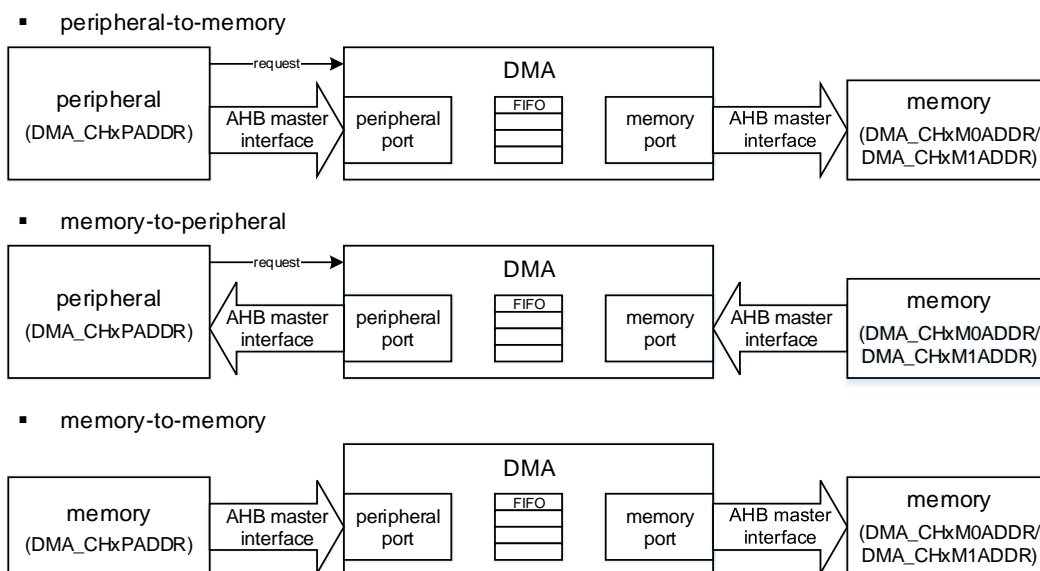 ▪ peripheral-to-memory
request
DMA
peripheral
(DMA_CHxPADDR)
AHB master
interface
peripheral
port
FIFO
memory
port
AHB master
interface
memory
(DMA_CHxM0ADDR/
DMA_CHxM1ADDR)
▪ memory-to-peripheral
request
DMA
peripheral
(DMA_CHxPADDR)
AHB master
interface
peripheral
port
FIFO
memory
port
AHB master
interface
memory
(DMA_CHxM0ADDR/
DMA_CHxM1ADDR)
▪ memory-to-memory
DMA
memory
(DMA_CHxPADDR)
AHB master
interface
peripheral
port
FIFO
memory
port
AHB master
interface
memory
(DMA_CHxM0ADDR/
DMA_CHxM1ADDR)